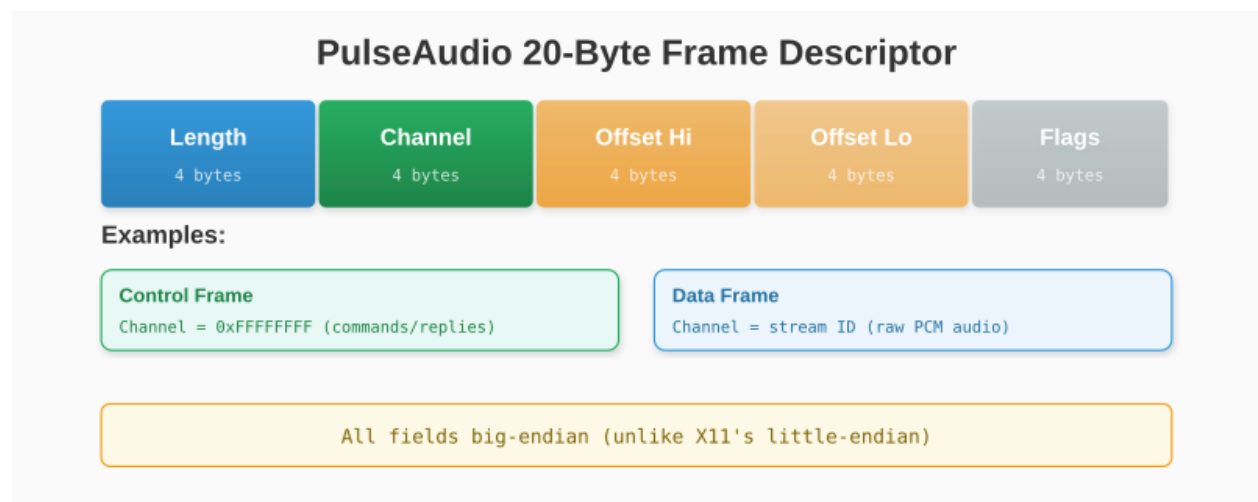 PulseAudio 20-Byte Frame Descriptor
Length
Channel
Offset Hi
Offset Lo
Flags
4 bytes
4 bytes
4 bytes
4 bytes
4 bytes
Examples:
Control Frame
Channel = 0xFFFFFFFF (commands/replies)
Data Frame
Channel = stream ID (raw PCM audio)
All fields big-endian (unlike X11's little-endian)